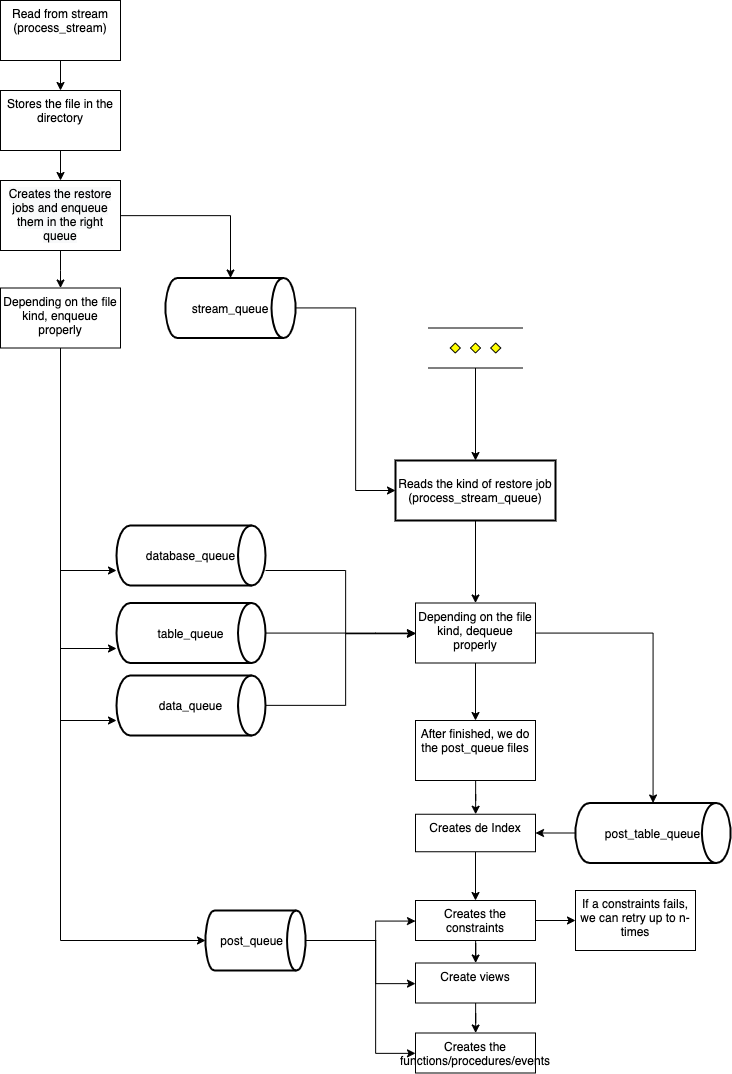 Read from stream
(process_stream)
Stores the file in the
directory
Creates the restore
jobs and enqueue
them in the right
queue
Depending on the file
kind, enqueue
properly
stream_queue
Reads the kind of restore job
(process_stream_queue)
database_queue
table_queue
data_queue
Depending on the file
kind, dequeue
properly
After finished, we do
the post_queue files
Creates de Index
post_table_queue
post_queue
Creates the
constraints
If a constraints fails,
we can retry up to n-
times
Create views
Creates the
functions/procedures/events